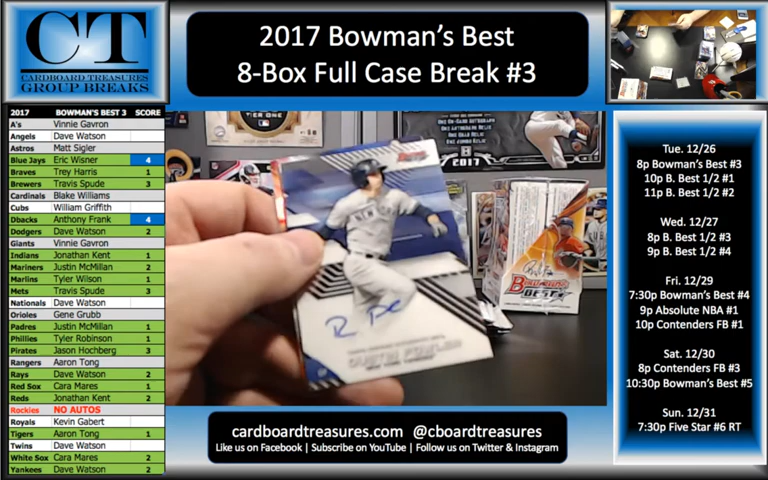 CT
CARDBOARD TREASURES
GROUP BREAKS
2017 Bowman's Best
8-Box Full Case Break #3
2017 BOWMAN'S BEST 3 SCORE
A's Vinnie Gavron
Angels Dave Watson
Astros Matt Sigler
Blue Jays Eric Wisner 4
Braves Trey Harris 1
Brewers Travis Spude 3
Cardinals Blake Williams
Cubs William Griffith
Dbacks Anthony Frank 4
Dodgers Dave Watson 2
Giants Vinnie Gavron
Indians Jonathan Kent 1
Mariners Justin McMillan 2
Marlins Tyler Wilson 1
Mets Travis Spude 3
Nationals Dave Watson
Orioles Gene Grubb
Padres Justin McMillan 1
Phillies Tyler Robinson 1
Pirates Jason Hochberg 3
Rangers Aaron Tong
Rays Dave Watson 2
Red Sox Cara Mares 1
Reds Jonathan Kent 2
Rockies NO AUTOS
Royals Kevin Gabert
Tigers Aaron Tong 1
Twins Dave Watson
White Sox Cara Mares 2
Yankees Dave Watson 2
TIER ONE
2017
NEW YORK
BOWMAN'S
BEST
Tue. 12/26
8p Bowman's Best #3
10p B. Best 1/2 #1
11p B. Best 1/2 #2
Wed. 12/27
8p B. Best 1/2 #3
9p B. Best 1/2 #4
Fri. 12/29
7:30p Bowman's Best #4
9p Absolute NBA #1
10p Contenders FB #1
Sat. 12/30
8p Contenders FB #3
10:30p Bowman's Best #5
Sun. 12/31
7:30p Five Star #6 RT
cardboardtreasures.com @cboardtreasures
Like us on Facebook | Subscribe on YouTube | Follow us on Twitter & Instagram